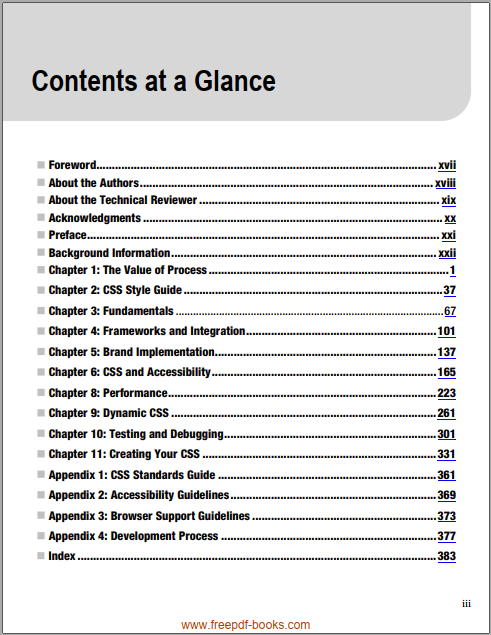 Contents at a Glance
Foreword........................................................ xvii
About the Authors........................................................ xviii
About the Technical Reviewer ........................................................ xix
Acknowledgments ........................................................ xx
Preface........................................................ xxi
Background Information........................................................ xxii
Chapter 1: The Value of Process ........................................................ 1
Chapter 2: CSS Style Guide ........................................................ 37
Chapter 3: Fundamentals ........................................................ 67
Chapter 4: Frameworks and Integration........................................................ 101
Chapter 5: Brand Implementation........................................................ 137
Chapter 6: CSS and Accessibility........................................................ 165
Chapter 8: Performance........................................................ 223
Chapter 9: Dynamic CSS ........................................................ 261
Chapter 10: Testing and Debugging........................................................ 301
Chapter 11: Creating Your CSS ........................................................ 331
Appendix 1: CSS Standards Guide ........................................................ 361
Appendix 2: Accessibility Guidelines........................................................ 369
Appendix 3: Browser Support Guidelines ........................................................ 373
Appendix 4: Development Process ........................................................ 377
Index ........................................................ 383
iii
www.freepdf-books.com